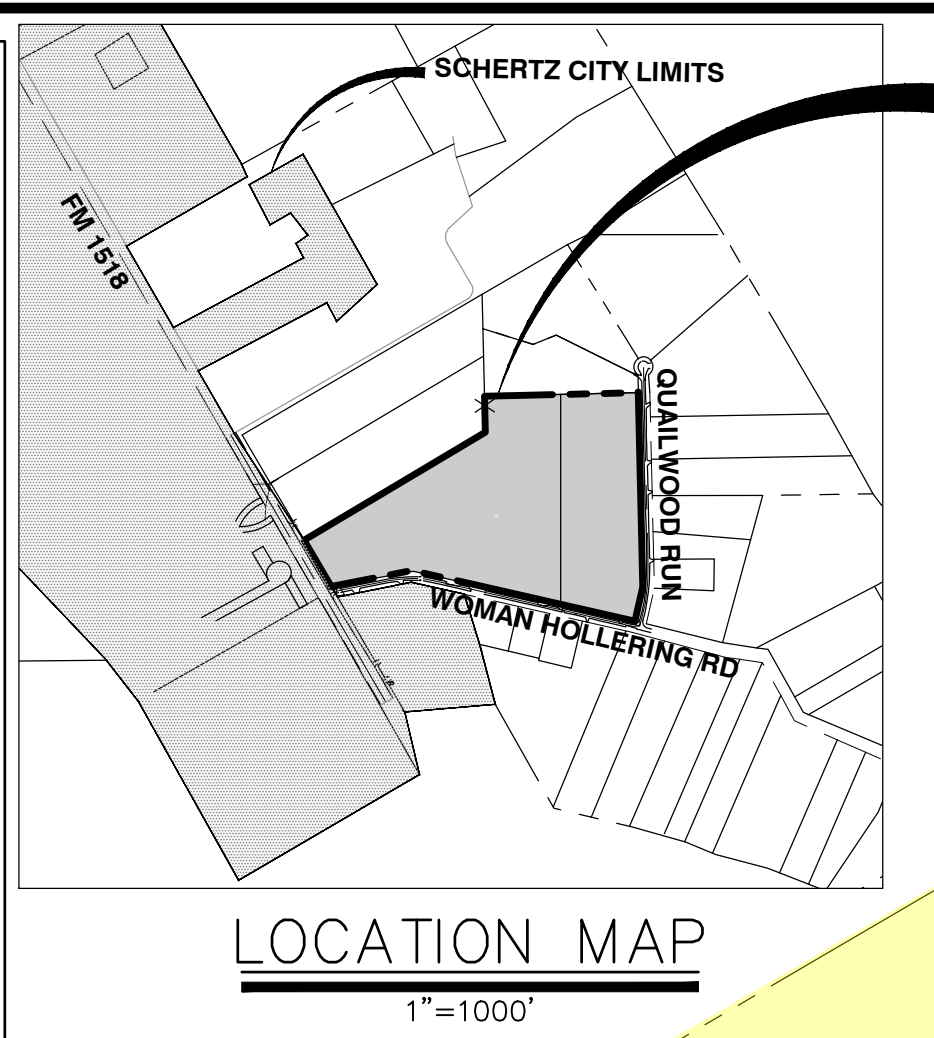 SCHERTZ CITY LIMITS
FM 1518
QUAILWOOD RUN
WOMAN HOLLERING RD
LOCATION MAP
1”=1000’